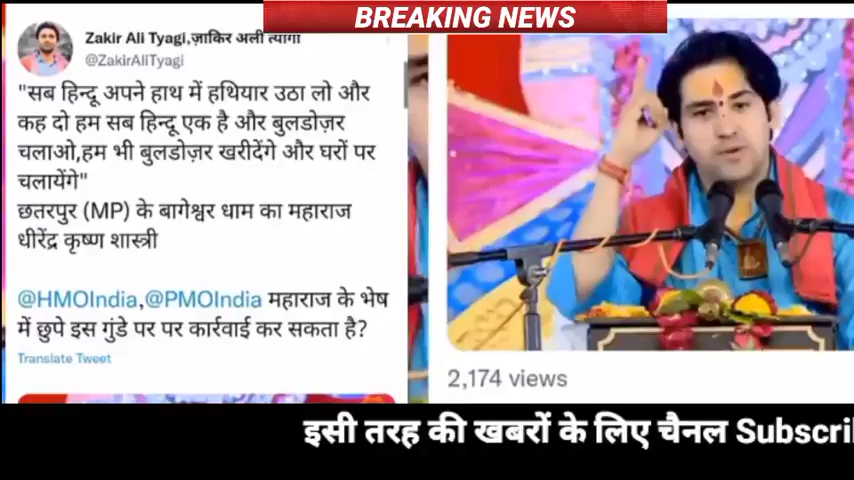 BREAKING NEWS
Zakir Ali Tyagi,ज़ाकिर अली त्यागी
@ZakirAliTyagi
"सब हिन्दू अपने हाथ में हथियार उठा लो और
कह दो हम सब हिन्दू एक है और बुलडोज़र
चलाओ,हम भी बुलडोज़र खरीदेंगे और घरों पर
चलायेंगे"
छतरपुर (MP) के बागेश्वर धाम का महाराज
धीरेंद्र कृष्ण शास्त्री
@HMOIndia,@PMOIndia महाराज के भेष
में छुपे इस गुंडे पर पर कार्रवाई कर सकता है?
Translate Tweet
2,174 views
इसी तरह की खबरों के लिए चैनल Subscri